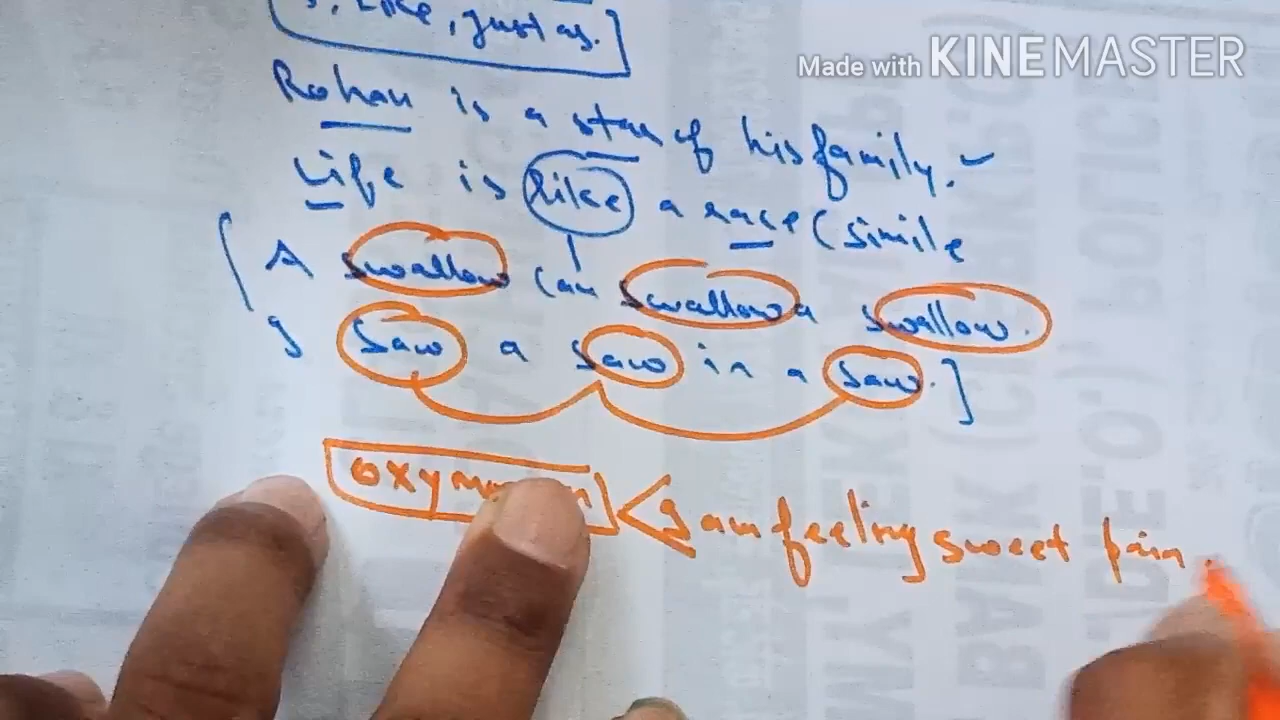 Made with KINEMASTER
, Like, just as.]
Rohan is a star of his family.
Life is like a race (simile
[A swallow can swallow a swallow.
I saw a saw in a saw.]
I am feeling sweet pain.